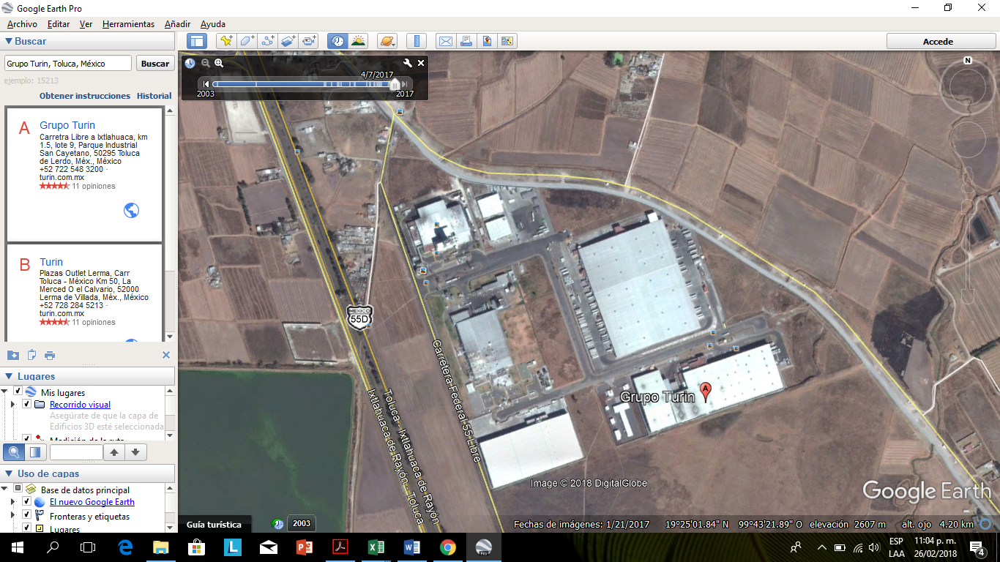 Google Earth Pro
Archivo Editar Ver Herramientas Añadir Ayuda
Buscar
Grupo Turin, Toluca, México
Buscar
ejemplo: 15213
Obtener instrucciones Historial
A Grupo Turin
Carretra Libre a Ixtlahuaca, km
1.5, lote 9, Parque Industrial
San Cayetano, 50295 Toluca
de Lerdo, Méx., México
+52 722 548 3200 ·
turin.com.mx
11 opiniones
B Turin
Plazas Outlet Lerma, Carr
Toluca - México Km 50, La
Merced O el Calvario, 52000
Lerma de Villada, Méx., México
+52 728 284 5213 ·
turin.com.mx
11 opiniones
Lugares
Mis lugares
Recorrido visual
Asegúrate de que la capa de
Edificios 3D esté seleccionada
Medición de la ruta
Uso de capas
Base de datos principal
El nuevo Google Earth
Fronteras y etiquetas
Lugares
Accede
4/7/2017
2003 2017
N
MEXICO
55D
Carretera Federal 55 Libre
Toluca - Ixtlahuaca de Rayón
Ixtlahuaca de Rayón - Toluca
Grupo Turin
A
Image © 2018 DigitalGlobe
Google Earth
Guía turística
2003
Fechas de imágenes: 1/21/2017 19°25'01.84" N 99°43'21.89" O elevación 2607 m alt. ojo 4.20 km
ESP
LAA
11:04 p. m.
26/02/2018
4